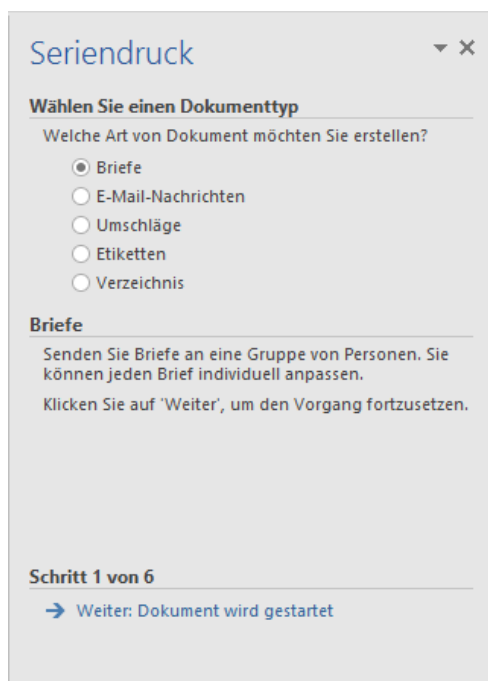 Seriendruck
Wählen Sie einen Dokumenttyp
Welche Art von Dokument möchten Sie erstellen?
Briefe
E-Mail-Nachrichten
Umschläge
Etiketten
Verzeichnis
Briefe
Senden Sie Briefe an eine Gruppe von Personen. Sie
können jeden Brief individuell anpassen.
Klicken Sie auf 'Weiter', um den Vorgang fortzusetzen.
Schritt 1 von 6
Weiter: Dokument wird gestartet